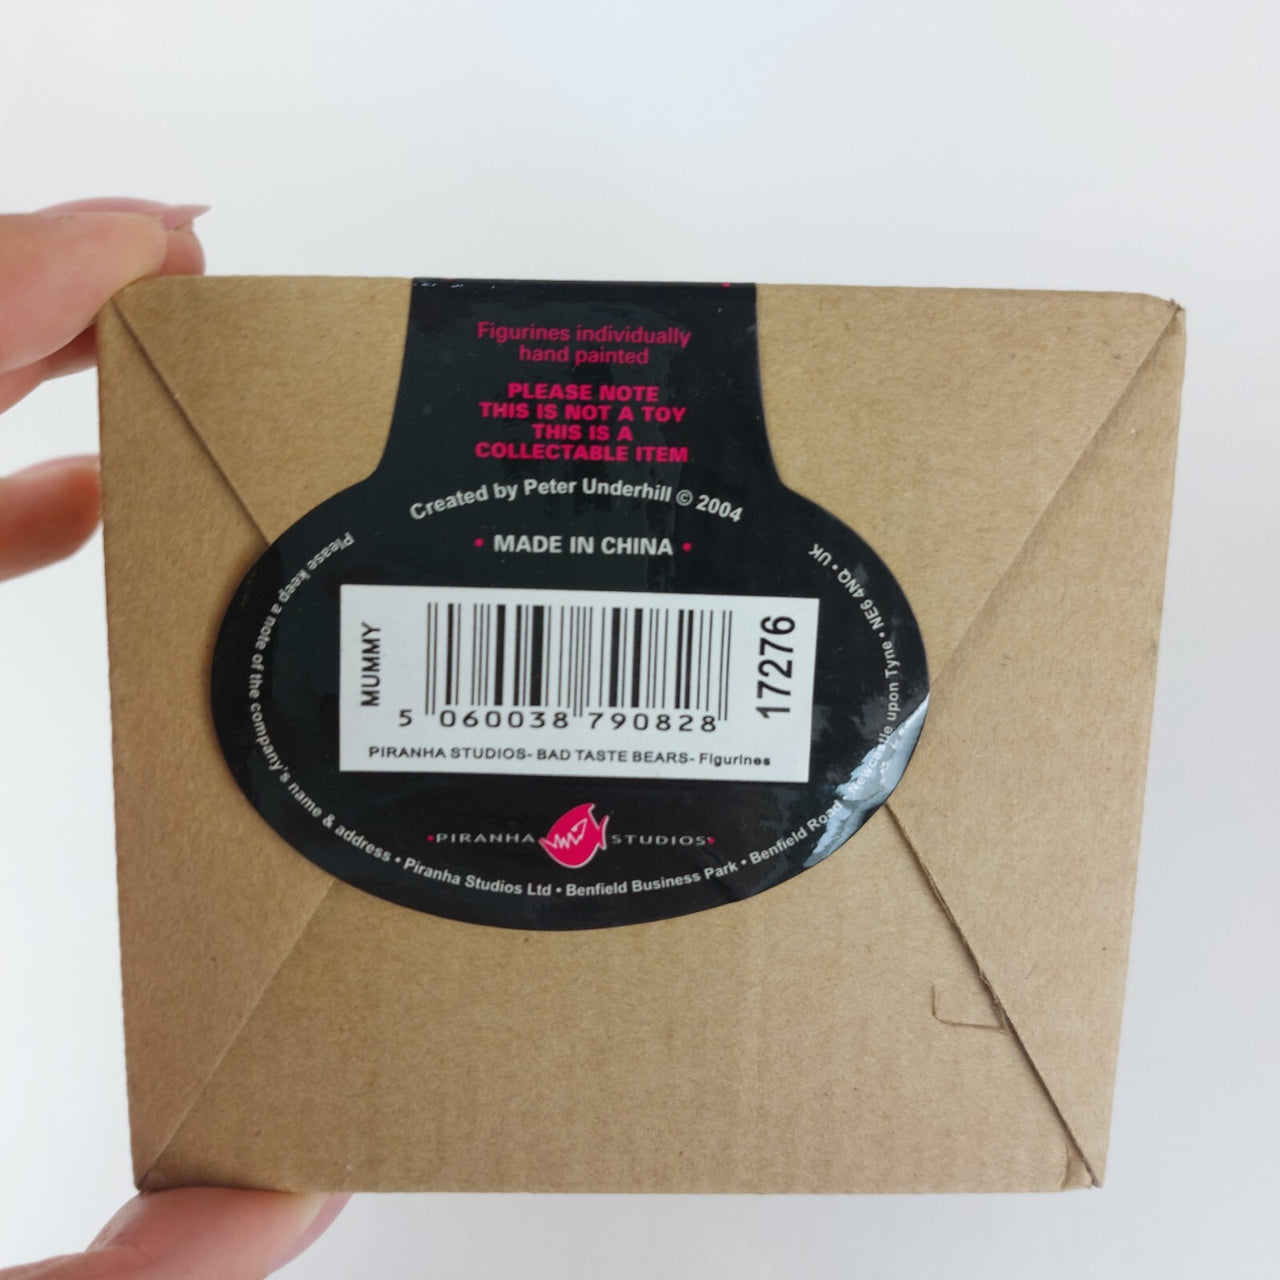 Figurines individually
hand painted
PLEASE NOTE
THIS IS NOT A TOY
THIS IS A
COLLECTABLE ITEM
Created by Peter Underhill © 2004
• MADE IN CHINA •
MUMMY
5 060038 790828
17276
PIRANHA STUDIOS- BAD TASTE BEARS- Figurines
•PIRANHA STUDIOS•
Please keep a note of the company's name & address • Piranha Studios Ltd • Benfield Business Park • Benfield Road • Newcastle upon Tyne • NE6 4NQ • UK